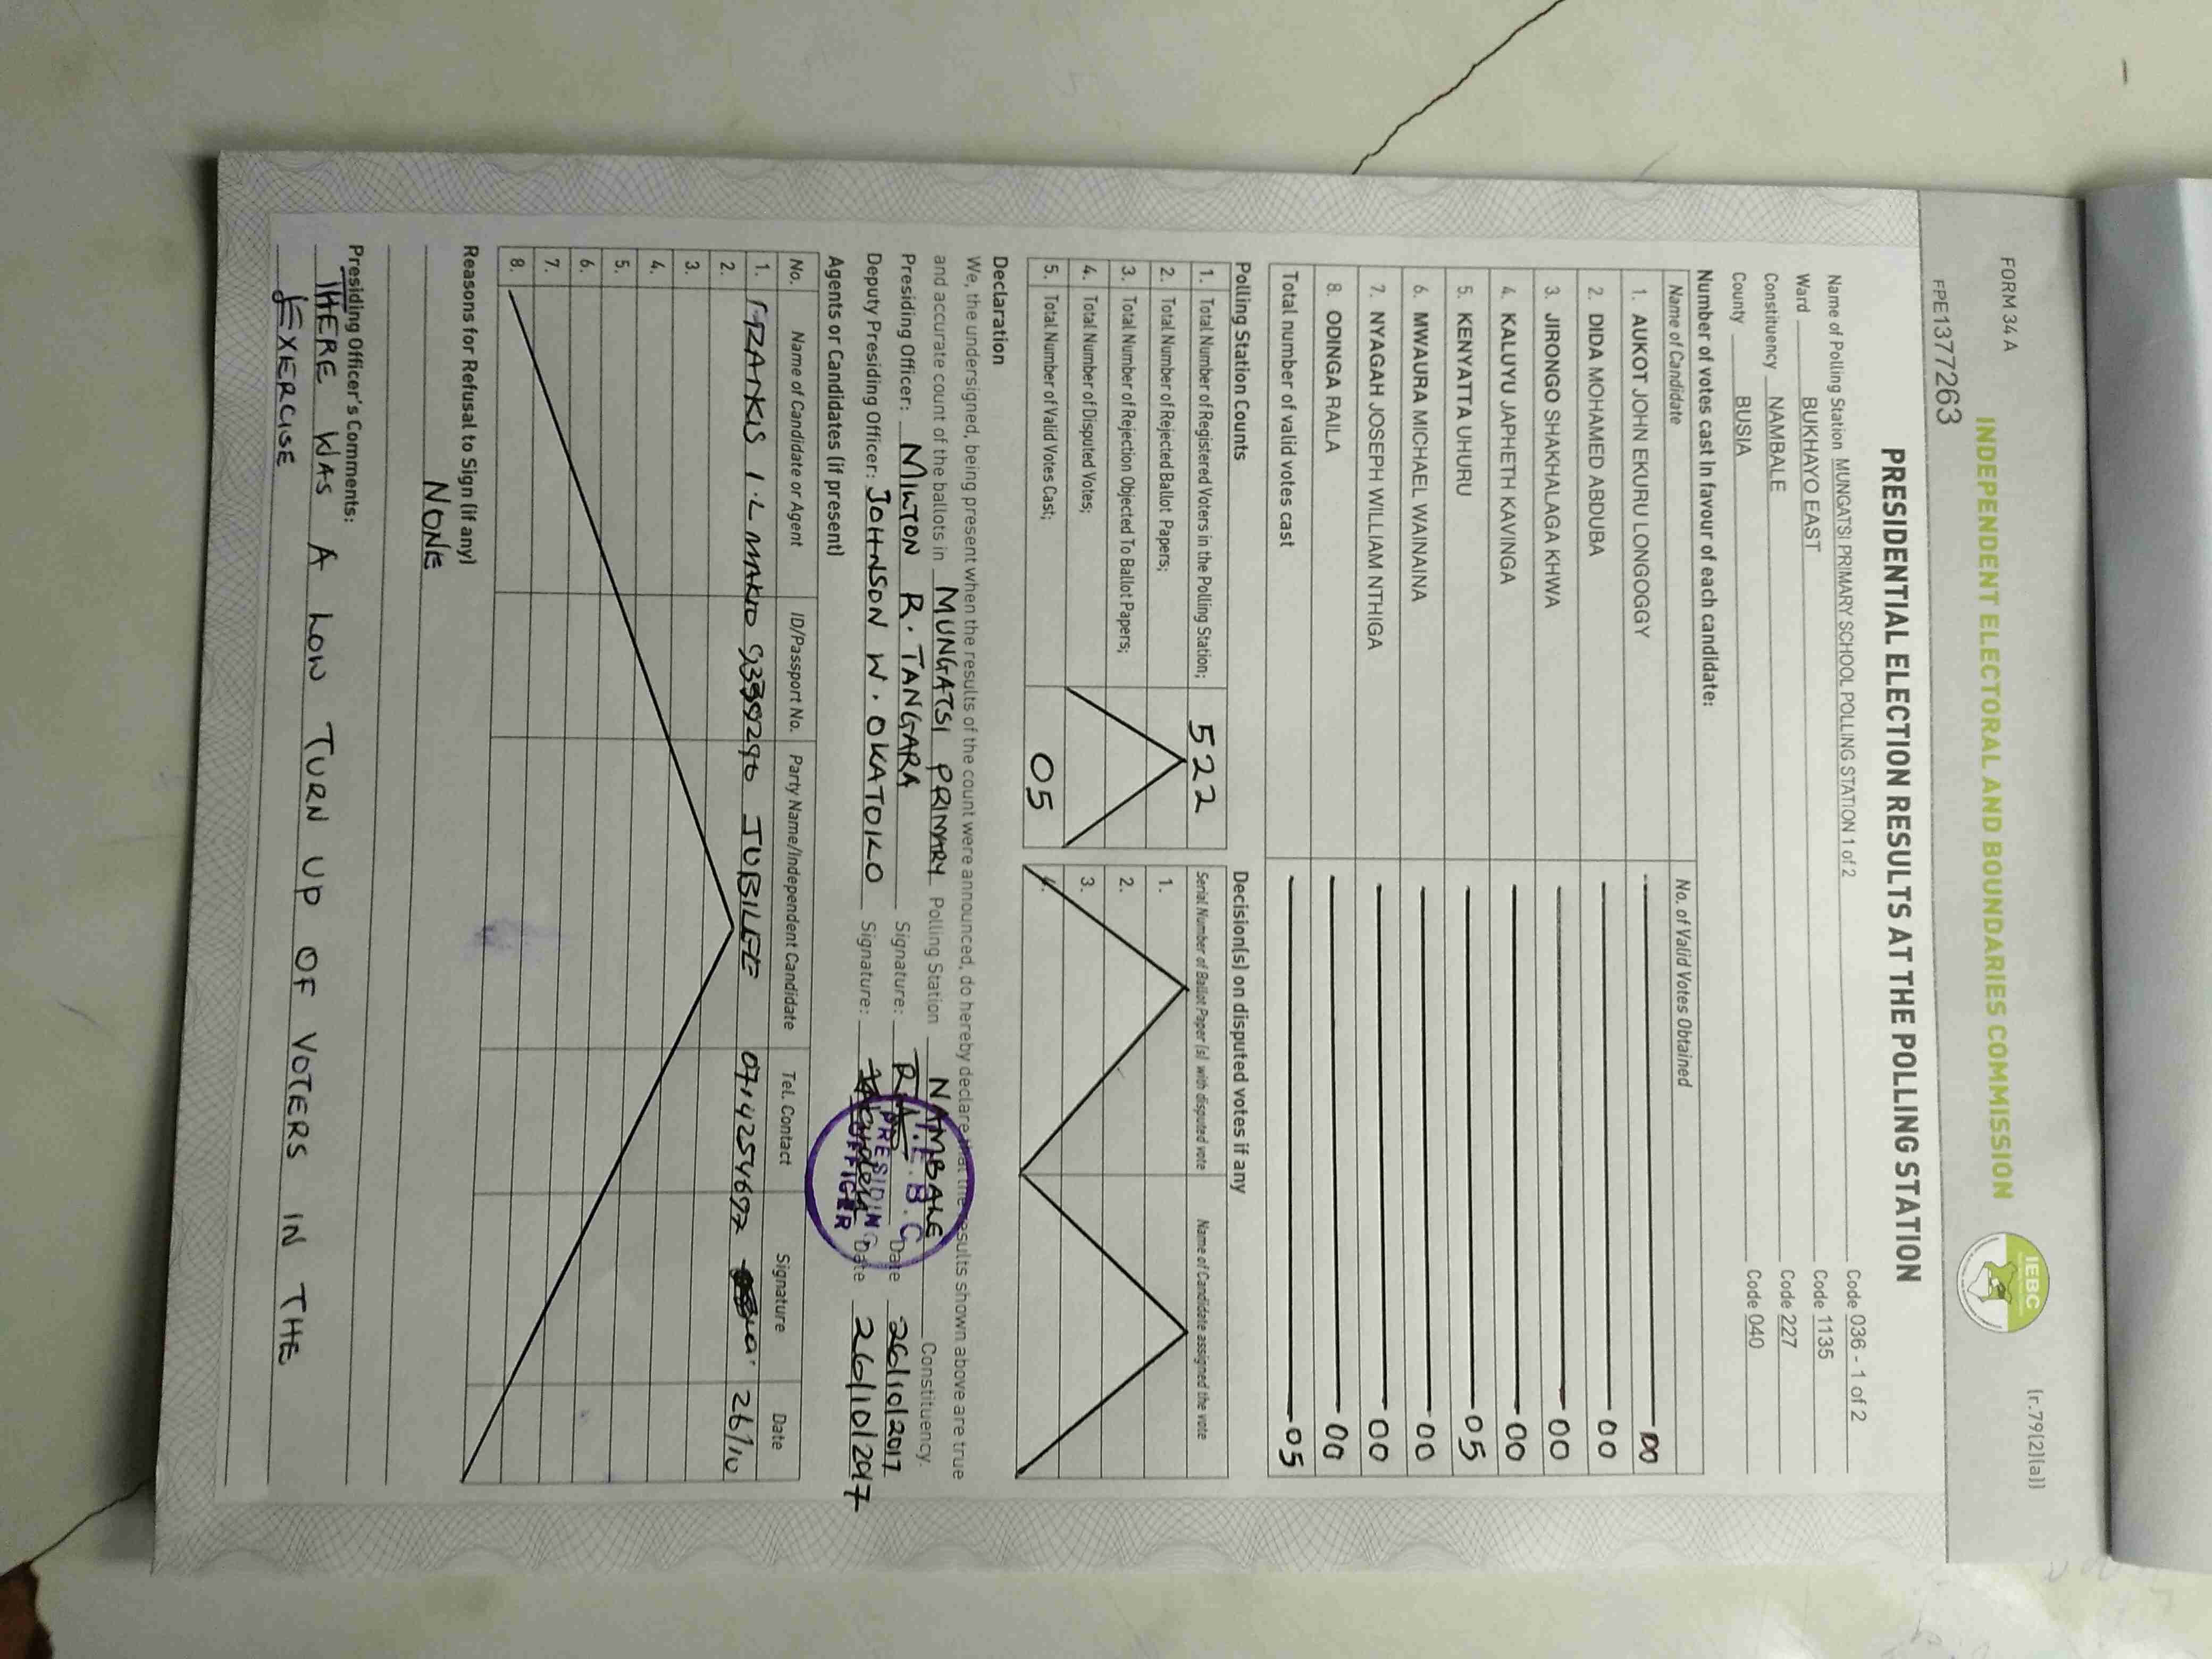 FORM 34 A
(r.79(2)(a))
INDEPENDENT ELECTORAL AND BOUNDARIES COMMISSION
IEBC
FPE1377263
PRESIDENTIAL ELECTION RESULTS AT THE POLLING STATION
Name of Polling Station MUNGATSI PRIMARY SCHOOL POLLING STATION 1 of 2 Code 036 - 1 of 2
Ward BUKHAYO EAST Code 1135
Constituency NAMBALE Code 227
County BUSIA Code 040
Number of votes cast in favour of each candidate:
Name of Candidate No. of Valid Votes Obtained
1. AUKOT JOHN EKURU LONGOGGY 00
2. DIDA MOHAMED ABDUBA 00
3. JIRONGO SHAKHALAGA KHWA 00
4. KALUYU JAPHETH KAVINGA 00
5. KENYATTA UHURU 05
6. MWAURA MICHAEL WAINAINA 00
7. NYAGAH JOSEPH WILLIAM NTHIGA 00
8. ODINGA RAILA 00
Total number of valid votes cast 05
Polling Station Counts
1. Total Number of Registered Voters in the Polling Station; 522
2. Total Number of Rejected Ballot Papers;
3. Total Number of Rejection Objected To Ballot Papers;
4. Total Number of Disputed Votes;
5. Total Number of Valid Votes Cast; 05
Decision(s) on disputed votes if any
Serial Number of Ballot Paper (s) with disputed vote Name of Candidate assigned the vote
1.
2.
3.
4.
Declaration
We, the undersigned, being present when the results of the count were announced, do hereby declare that the results shown above are true
and accurate count of the ballots in MUNGATSI PRIMARY Polling Station NAMBALE Constituency.
Presiding Officer: MILTON R. TANGARA Signature: Date 26/10/2017
Deputy Presiding Officer: JOHNSON W. OKATOIKO Signature: Date 26/10/2017
I.E.B.C
PRESIDING
OFFICER
Agents or Candidates (if present)
No. Name of Candidate or Agent ID/Passport No. Party Name/Independent Candidate Tel. Contact Signature Date
1. JUBILEE 26/10
2.
3.
4.
5.
6.
7.
8.
Reasons for Refusal to Sign (if any)
NONE
Presiding Officer's Comments:
THERE WAS A LOW TURN UP OF VOTERS IN THE
EXERCISE